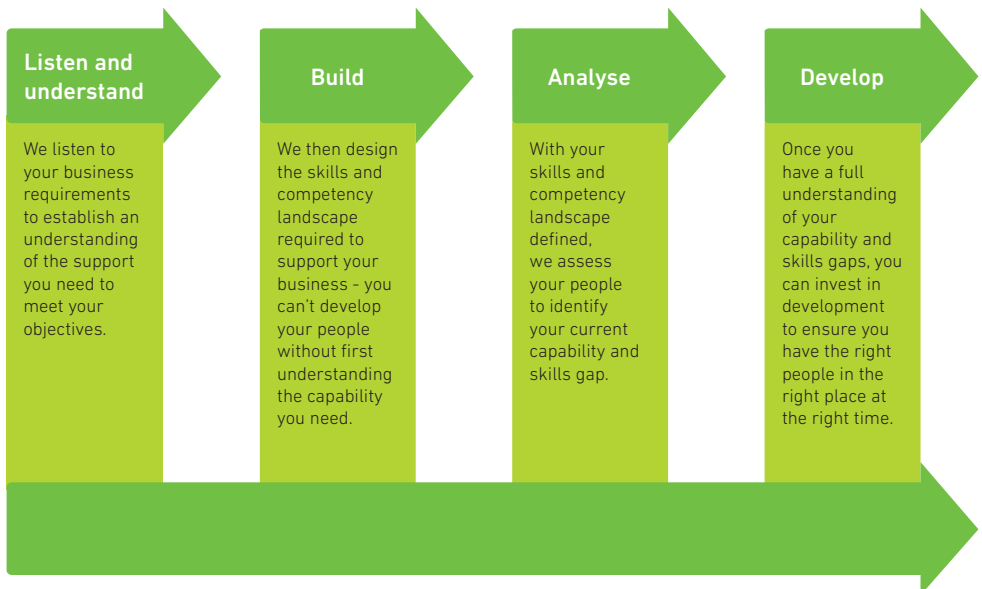 Listen and
understand
We listen to
your business
requirements
to establish an
understanding
of the support
you need to
meet your
objectives.
Build
We then design
the skills and
competency
landscape
required to
support your
business - you
can't develop
your people
without first
understanding
the capability
you need.
Analyse
With your
skills and
competency
landscape
defined,
we assess
your people
to identify
your current
capability and
skills gap.
Develop
Once you
have a full
understanding
of your
capability and
skills gaps, you
can invest in
development
to ensure you
have the right
people in the
right place at
the right time.